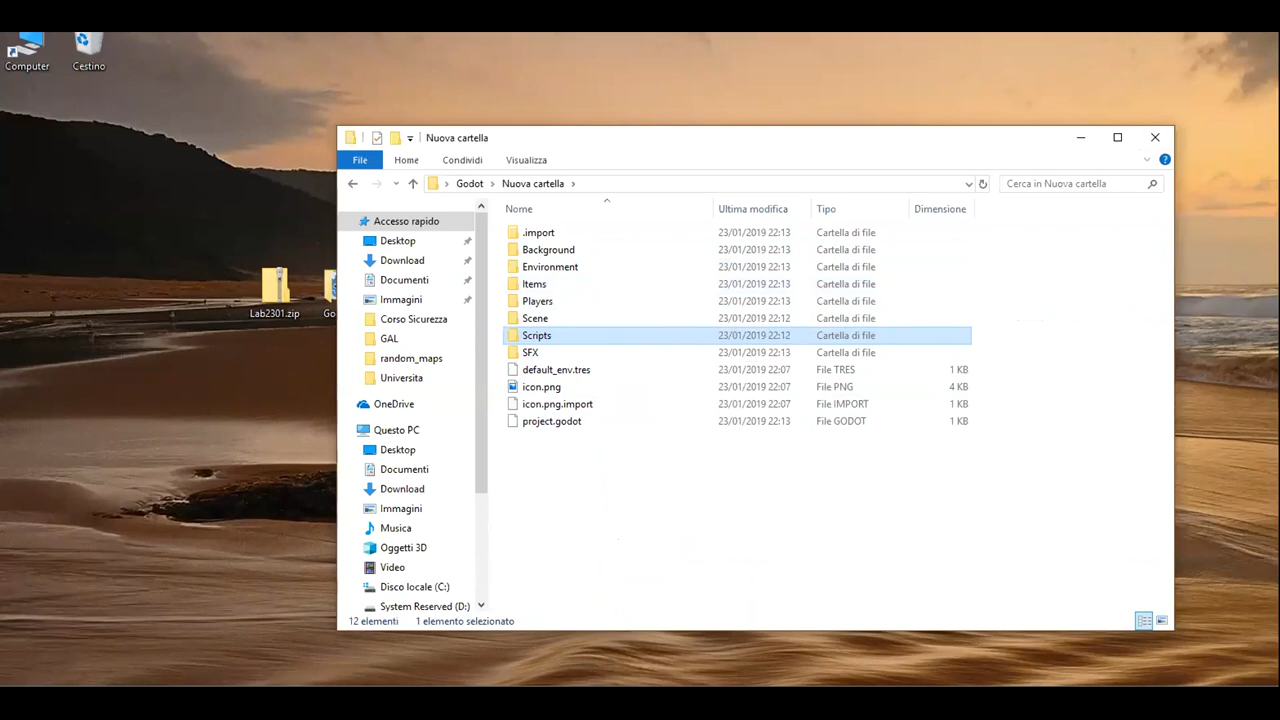 Computer
Cestino
Lab2301.zip
Go
Nuova cartella
File Home Condividi Visualizza
Godot Nuova cartella
Cerca in Nuova cartella
Accesso rapido
Desktop
Download
Documenti
Immagini
Corso Sicurezza
GAL
random_maps
Universita
OneDrive
Questo PC
Desktop
Documenti
Download
Immagini
Musica
Oggetti 3D
Video
Disco locale (C:)
System Reserved (D:)
Nome Ultima modifica Tipo Dimensione
.import 23/01/2019 22:13 Cartella di file
Background 23/01/2019 22:13 Cartella di file
Environment 23/01/2019 22:13 Cartella di file
Items 23/01/2019 22:13 Cartella di file
Players 23/01/2019 22:13 Cartella di file
Scene 23/01/2019 22:12 Cartella di file
Scripts 23/01/2019 22:12 Cartella di file
SFX 23/01/2019 22:13 Cartella di file
default_env.tres 23/01/2019 22:07 File TRES 1 KB
icon.png 23/01/2019 22:07 File PNG 4 KB
icon.png.import 23/01/2019 22:07 File IMPORT 1 KB
project.godot 23/01/2019 22:13 File GODOT 1 KB
12 elementi 1 elemento selezionato